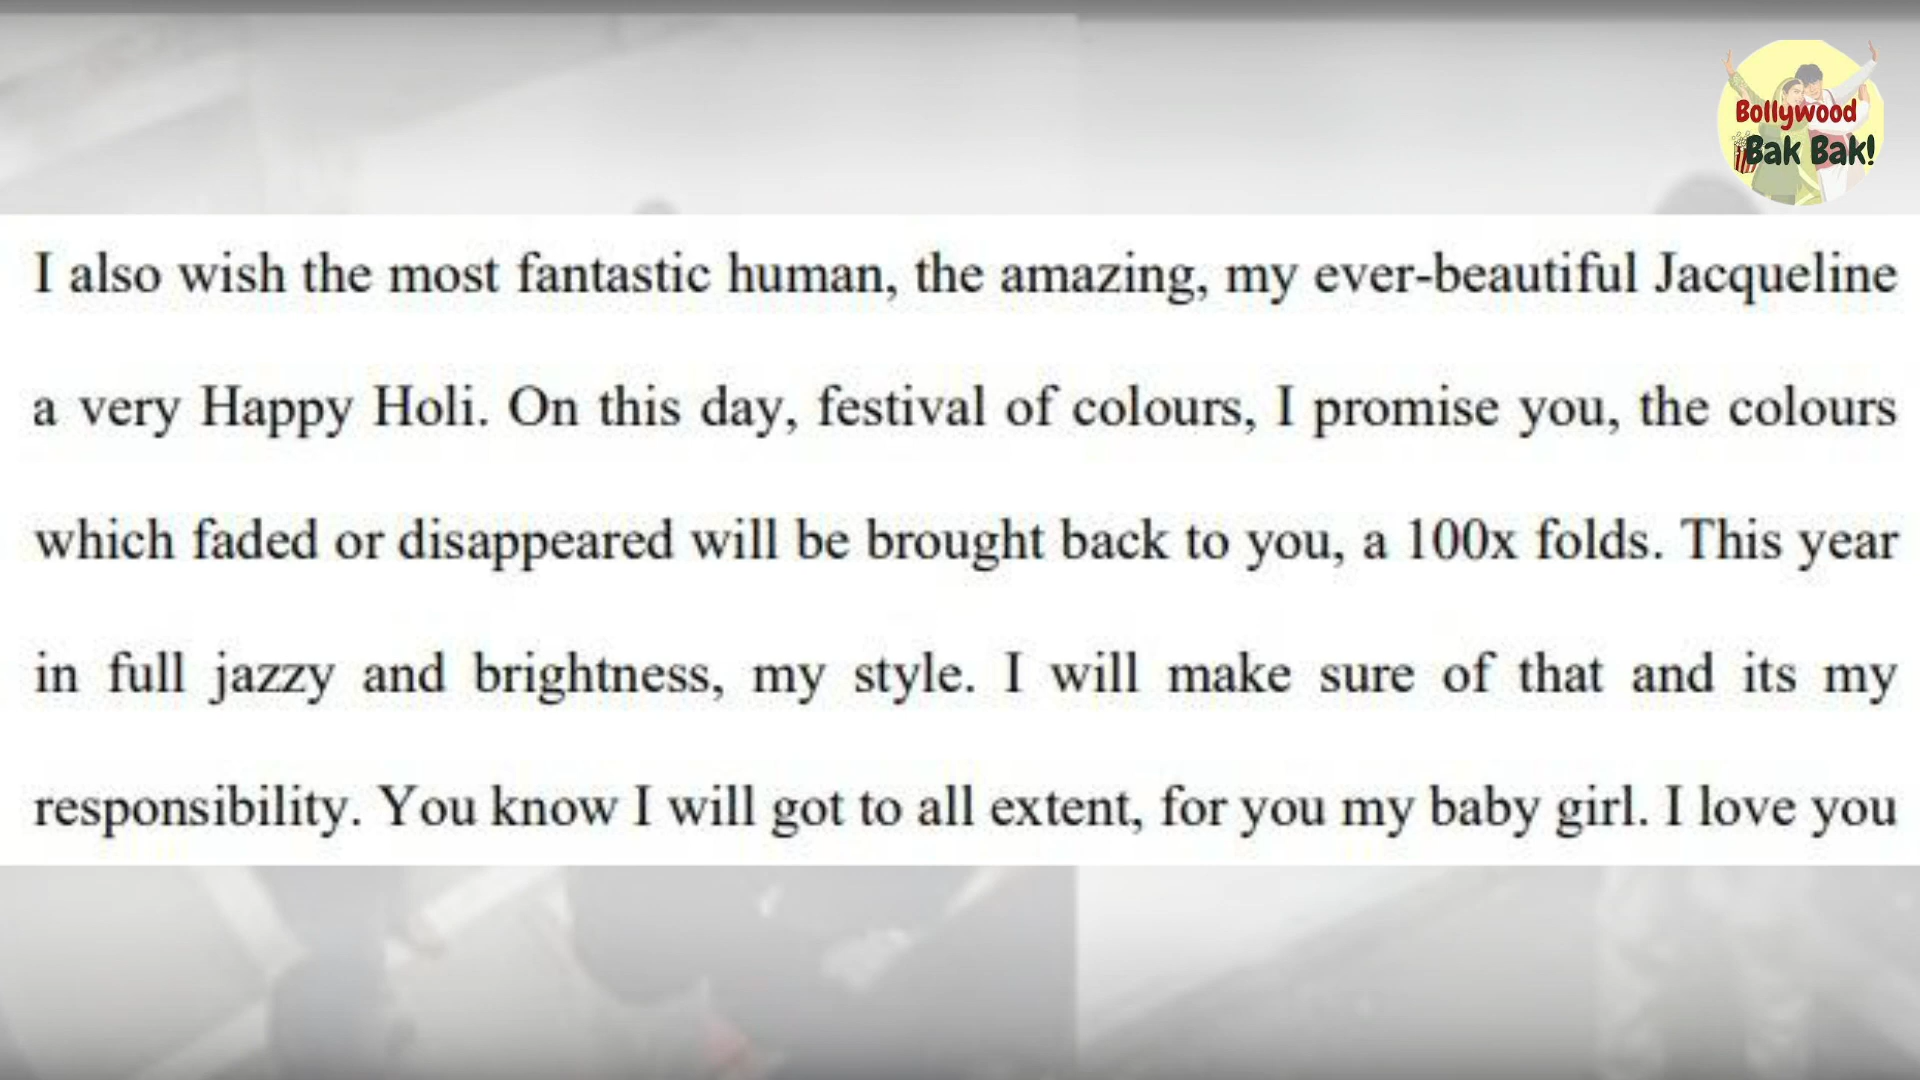 Bollywood
Bak Bak!
I also wish the most fantastic human, the amazing, my ever-beautiful Jacqueline
a very Happy Holi. On this day, festival of colours, I promise you, the colours
which faded or disappeared will be brought back to you, a 100x folds. This year
in full jazzy and brightness, my style. I will make sure of that and its my
responsibility. You know I will got to all extent, for you my baby girl. I love you